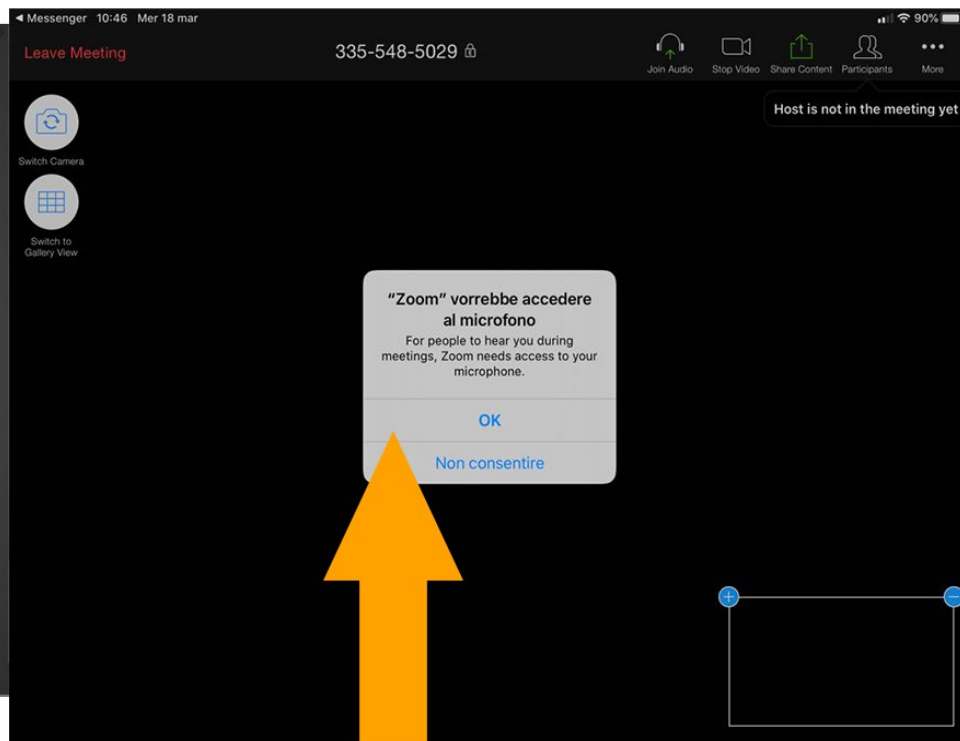 ◀ Messenger 10:46 Mer 18 mar 90%
Leave Meeting 335-548-5029
Join Audio Stop Video Share Content Participants More
Host is not in the meeting yet
Switch Camera
Switch to
Gallery View
“Zoom” vorrebbe accedere
al microfono
For people to hear you during
meetings, Zoom needs access to your
microphone.
OK
Non consentire